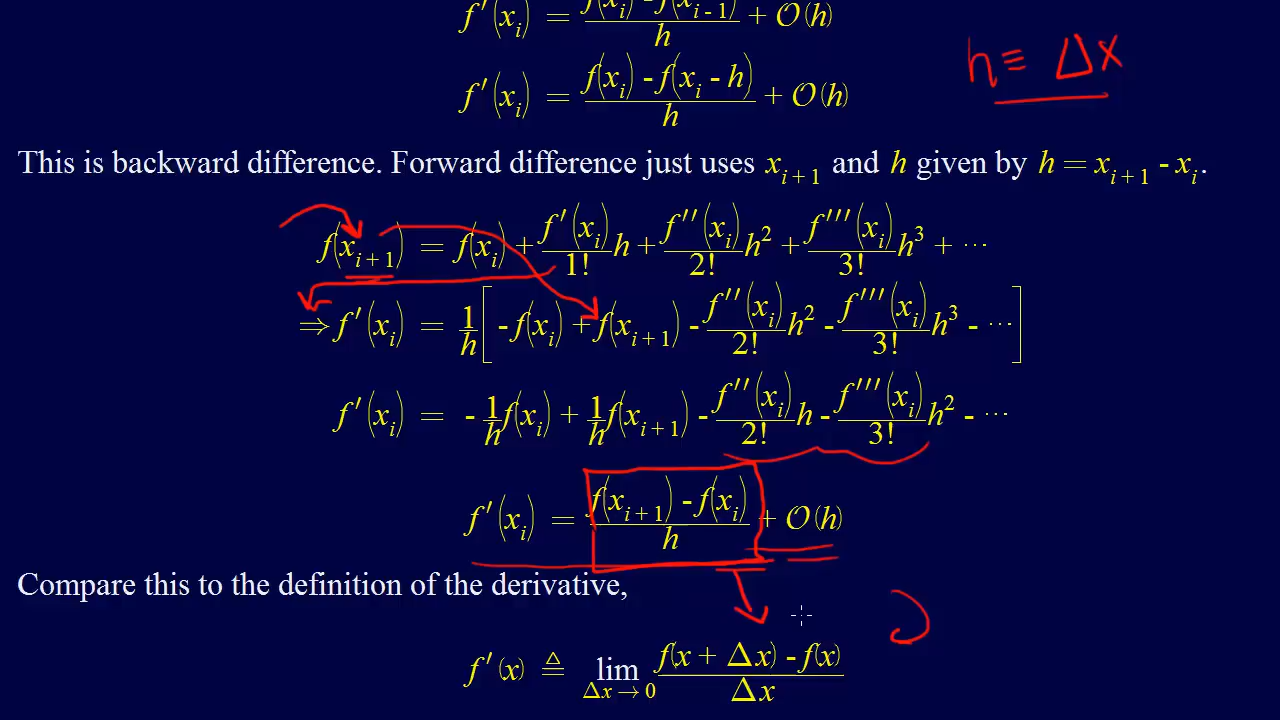 f′(xᵢ) = (f(xᵢ) - f(xᵢ₋₁))/h + O(h)
f′(xᵢ) = (f(xᵢ) - f(xᵢ - h))/h + O(h)
h ≡ Δx
This is backward difference. Forward difference just uses xᵢ₊₁ and h given by h = xᵢ₊₁ - xᵢ.
f(xᵢ₊₁) = f(xᵢ) + f′(xᵢ)/1! h + f′′(xᵢ)/2! h² + f′′′(xᵢ)/3! h³ + ⋯
⇒ f′(xᵢ) = 1/h [ - f(xᵢ) + f(xᵢ₊₁) - f′′(xᵢ)/2! h² - f′′′(xᵢ)/3! h³ - ⋯ ]
f′(xᵢ) = - 1/h f(xᵢ) + 1/h f(xᵢ₊₁) - f′′(xᵢ)/2! h - f′′′(xᵢ)/3! h² - ⋯
f′(xᵢ) = (f(xᵢ₊₁) - f(xᵢ))/h + O(h)
Compare this to the definition of the derivative,
f′(x) ≜ lim Δx → 0 (f(x + Δx) - f(x))/Δx